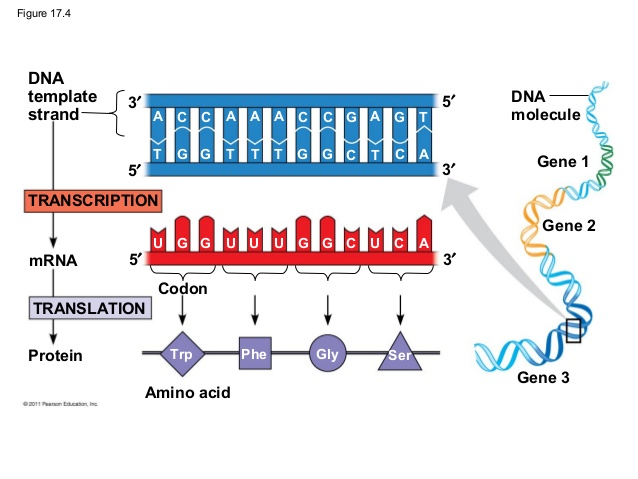 Figure 17.4
DNA
template
strand
3′
5′
A C C A A A C C G A G T
T G G T T T G G C T C A
5′
3′
TRANSCRIPTION
mRNA
5′
U G G U U U G G C U C A
3′
Codon
TRANSLATION
Protein
Trp
Phe
Gly
Ser
Amino acid
DNA
molecule
Gene 1
Gene 2
Gene 3
© 2011 Pearson Education, Inc.